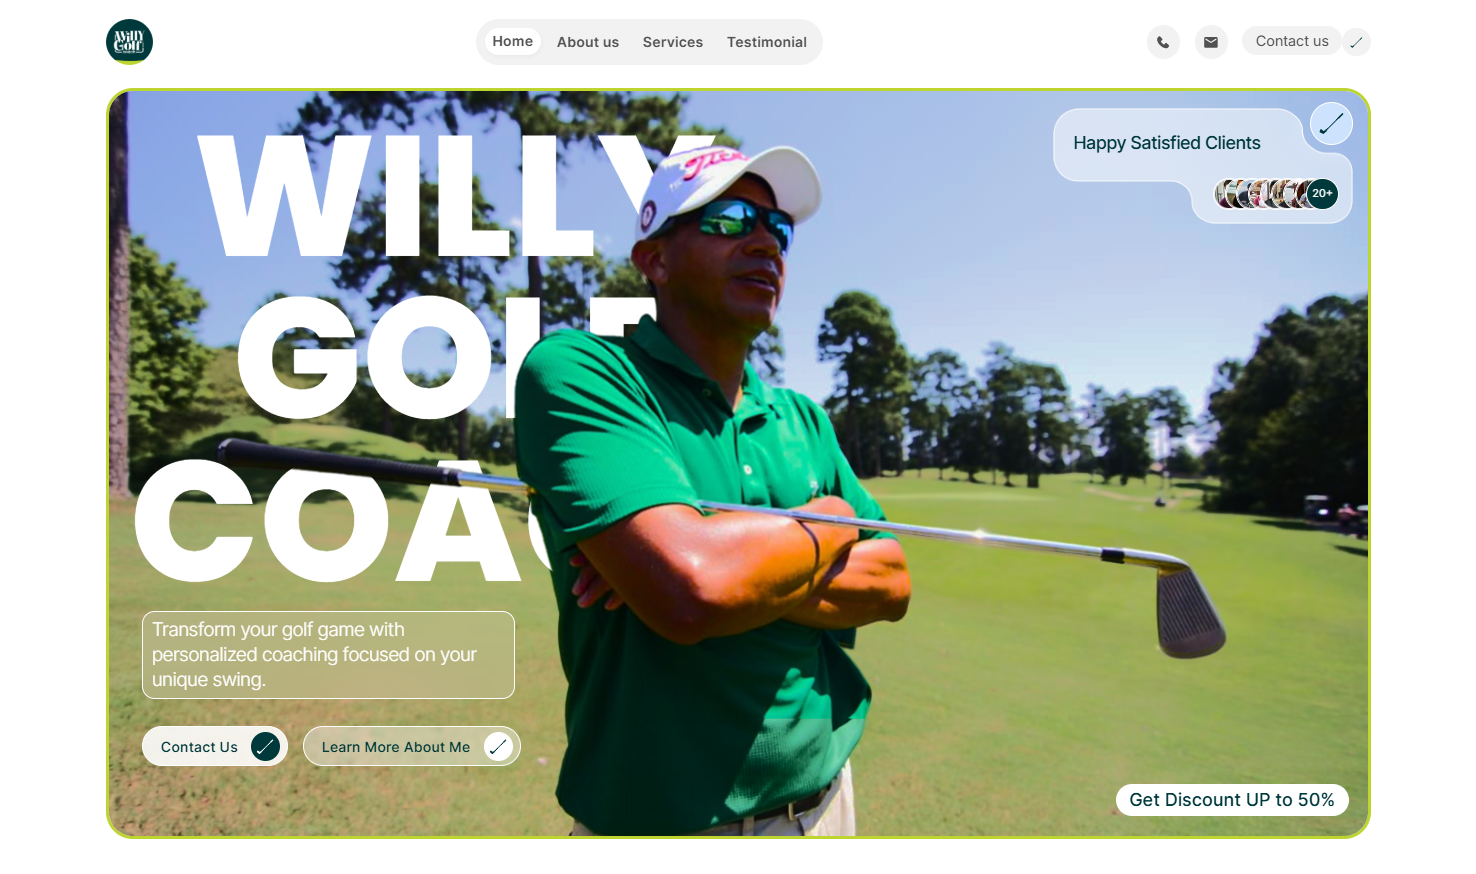 Willy
Golf
Home
About us
Services
Testimonial
Contact us
WILLY
GOLF
COAC
Happy Satisfied Clients
20+
Transform your golf game with
personalized coaching focused on your
unique swing.
Contact Us
Learn More About Me
Get Discount UP to 50%